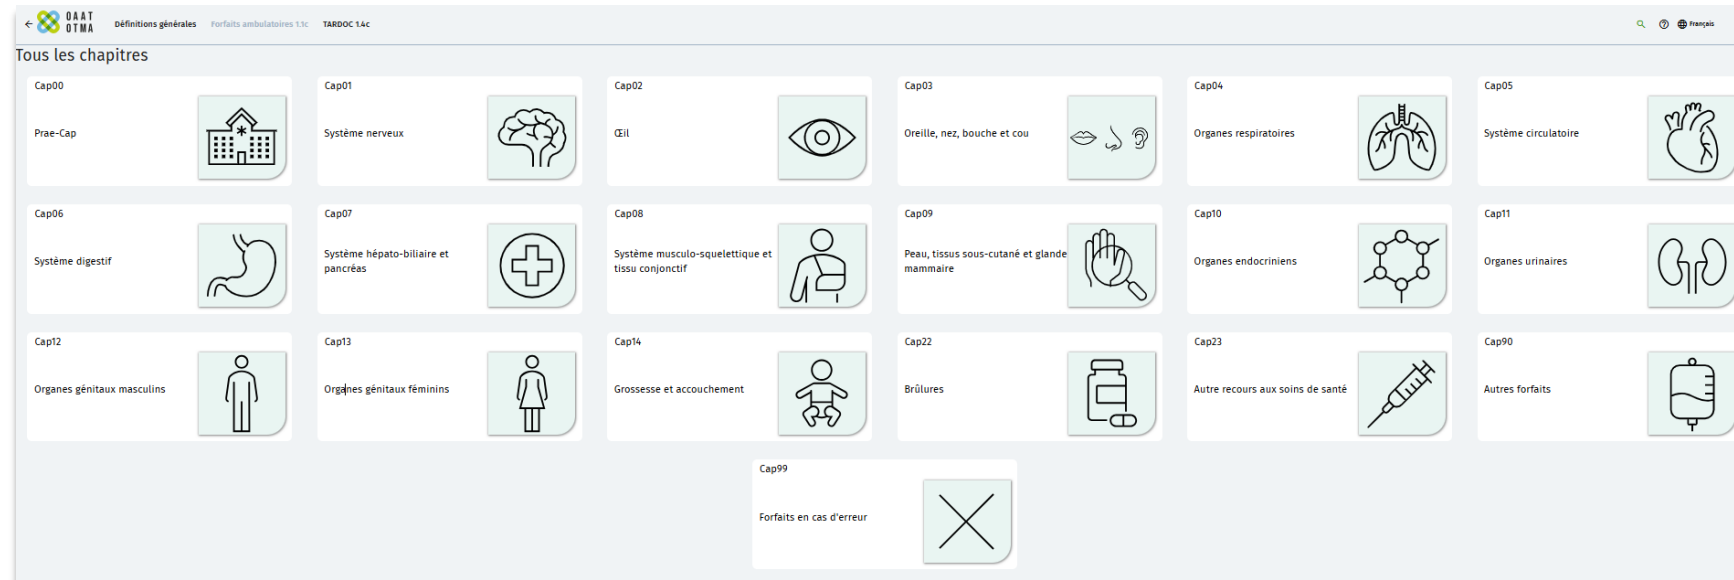 OAAT
OTMA
Définitions générales
Forfaits ambulatoires 1.1c
TARDOC 1.4c
Français
Tous les chapitres
Cap00
Prae-Cap
Cap01
Système nerveux
Cap02
Œil
Cap03
Oreille, nez, bouche et cou
Cap04
Organes respiratoires
Cap05
Système circulatoire
Cap06
Système digestif
Cap07
Système hépato-biliaire et
pancréas
Cap08
Système musculo-squelettique et
tissu conjonctif
Cap09
Peau, tissus sous-cutané et glande
mammaire
Cap10
Organes endocriniens
Cap11
Organes urinaires
Cap12
Organes génitaux masculins
Cap13
Organes génitaux féminins
Cap14
Grossesse et accouchement
Cap22
Brûlures
Cap23
Autre recours aux soins de santé
Cap90
Autres forfaits
Cap99
Forfaits en cas d'erreur